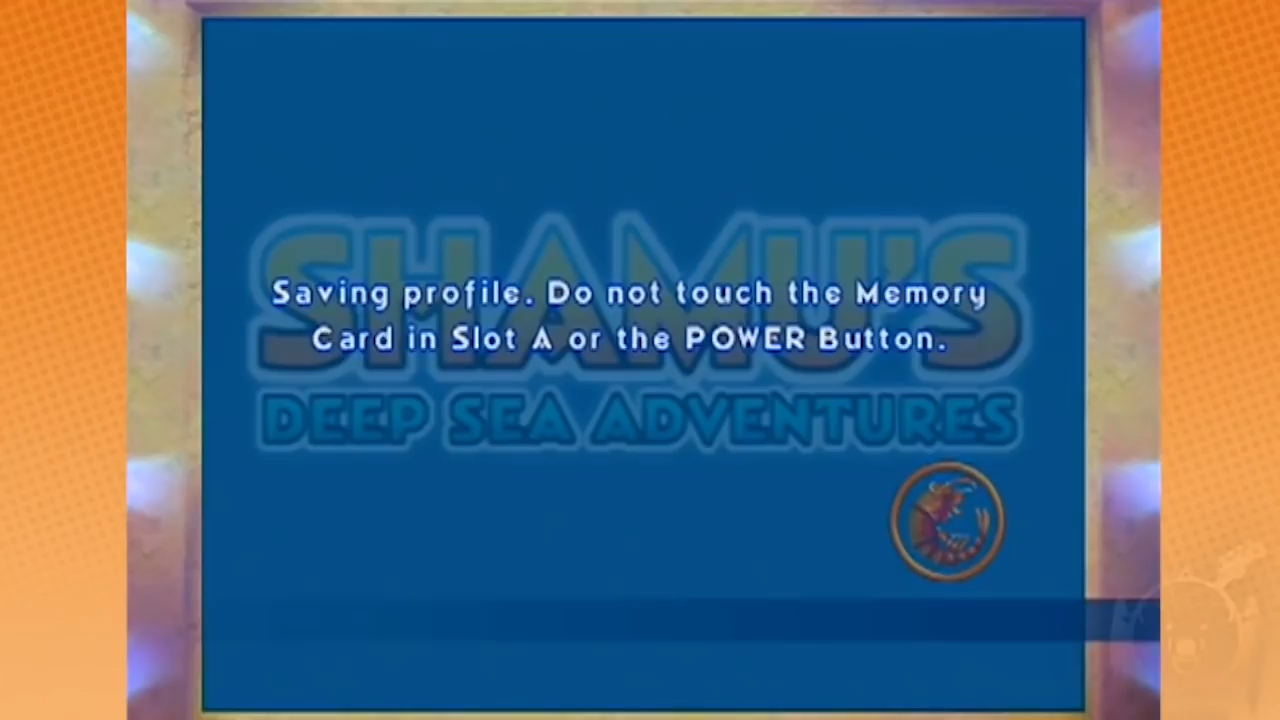 SHAMU'S
Saving profile. Do not touch the Memory
Card in Slot A or the POWER Button.
DEEP SEA ADVENTURES